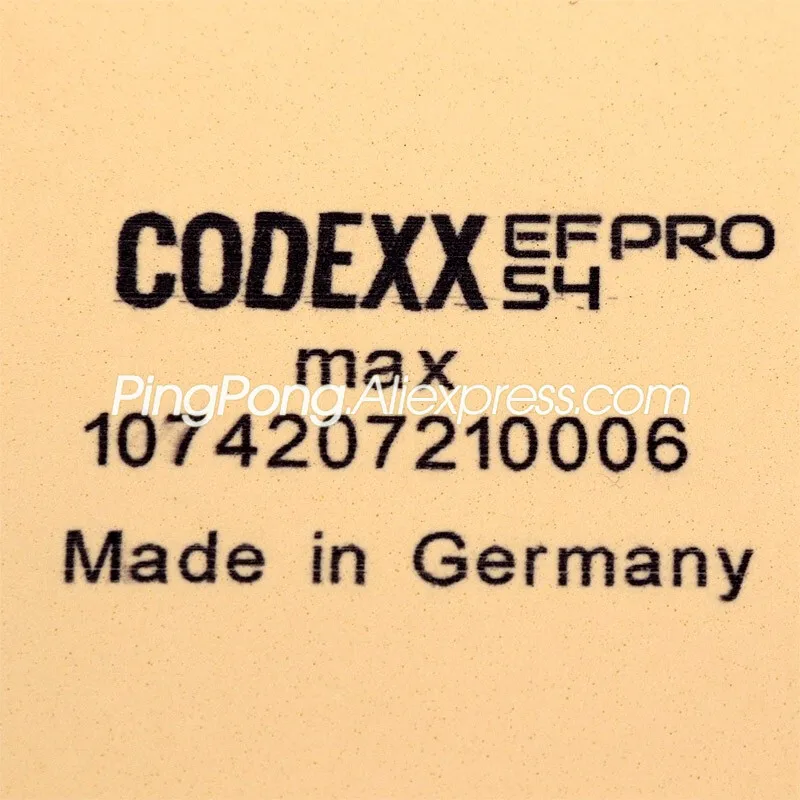 CODEXX EF PRO
54
max
PingPong.Aliexpress.com
1074207210006
Made in Germany